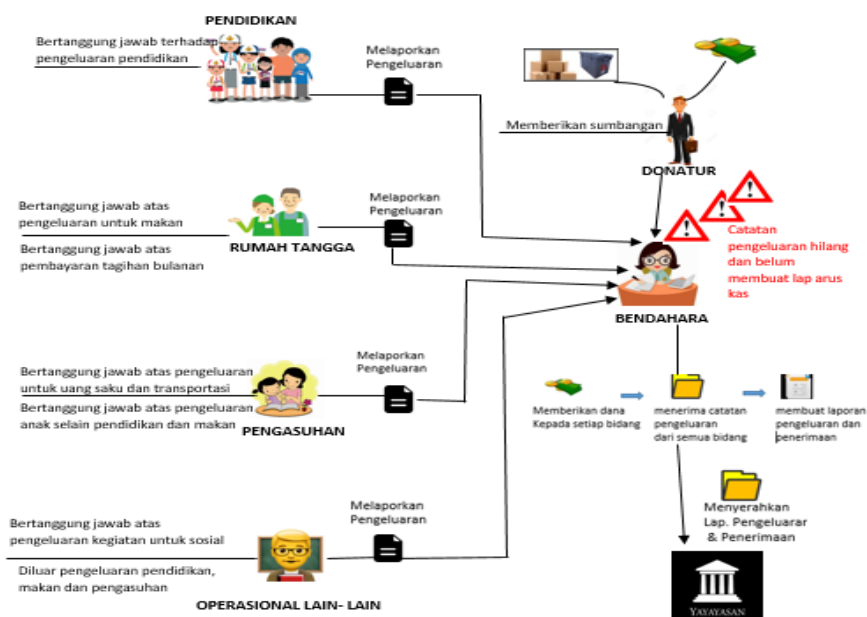 PENDIDIKAN
Bertanggung jawab terhadap
pengeluaran pendidikan
Melaporkan
Pengeluaran
Memberikan sumbangan
DONATUR
Bertanggung jawab atas
pengeluaran untuk makan
Bertanggung jawab atas
pembayaran tagihan bulanan
RUMAH TANGGA
Melaporkan
Pengeluaran
Catatan
pengeluaran hilang
dan belum
membuat lap arus
kas
BENDAHARA
Bertanggung jawab atas pengeluaran
untuk uang saku dan transportasi
Bertanggung jawab atas pengeluaran
anak selain pendidikan dan makan
PENGASUHAN
Melaporkan
Pengeluaran
Memberikan dana
Kepada setiap bidang
menerima catatan
pengeluaran
dari semua bidang
membuat laporan
pengeluaran dan
penerimaan
Menyerahkan
Lap. Pengeluarar
& Penerimaan
Bertanggung jawab atas
pengeluaran kegiatan untuk sosial
Diluar pengeluaran pendidikan,
makan dan pengasuhan
OPERASIONAL LAIN- LAIN
Melaporkan
Pengeluaran
YAYAYASAN